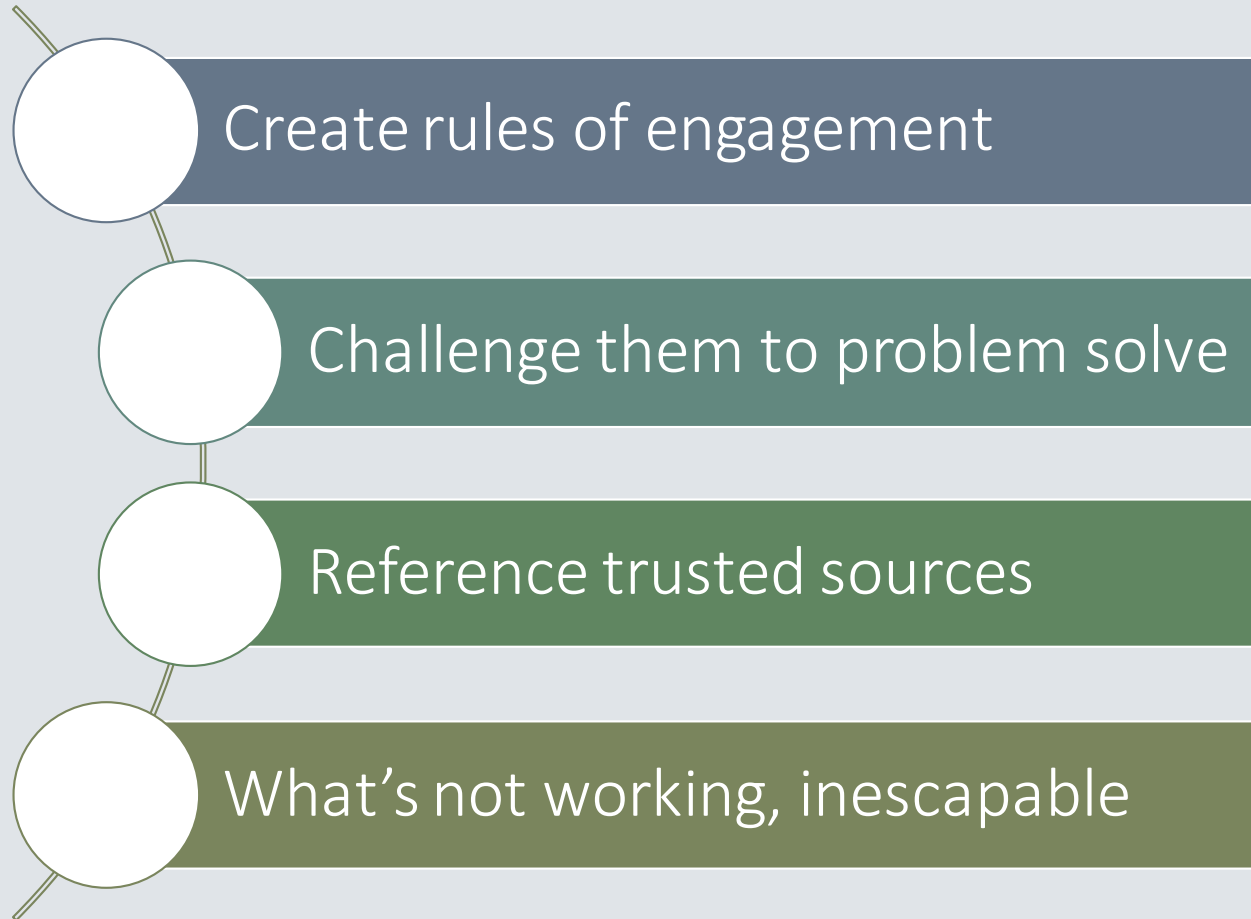 Create rules of engagement
Challenge them to problem solve
Reference trusted sources
What’s not working, inescapable